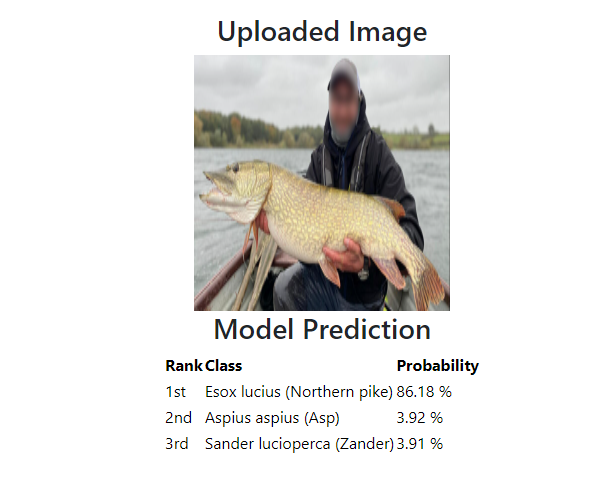 Uploaded Image
Model Prediction
Rank Class Probability
1st Esox lucius (Northern pike) 86.18 %
2nd Aspius aspius (Asp) 3.92 %
3rd Sander lucioperca (Zander) 3.91 %